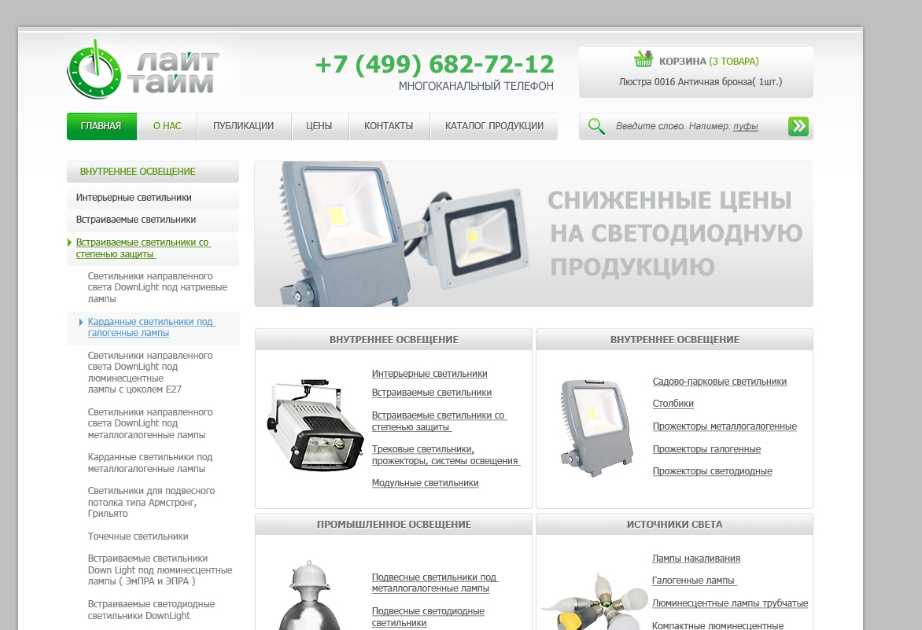 лайт
тайм
+7 (499) 682-72-12
МНОГОКАНАЛЬНЫЙ ТЕЛЕФОН
КОРЗИНА (3 ТОВАРА)
Люстра 0016 Античная бронза( 1шт.)
ГЛАВНАЯ
О НАС
ПУБЛИКАЦИИ
ЦЕНЫ
КОНТАКТЫ
КАТАЛОГ ПРОДУКЦИИ
Введите слово. Напимер: пуфы
ВНУТРЕННЕЕ ОСВЕЩЕНИЕ
Интерьерные светильники
Встраиваемые светильники
Встраиваемые светильники со
степенью защиты
Светильники направленного
света DownLight под натриевые
лампы
Карданные светильники под
галогенные лампы
Светильники направленного
света DownLight под
люминесцентные
лампы с цоколем E27
Светильники направленного
света DownLight под
металлогалогенные лампы
Карданные светильники под
металлогалогенные лампы
Светильники для подвесного
потолка типа Армстронг,
Грильято
Точечные светильники
Встраиваемые светильники
Down Light под люминесцентные
лампы ( ЭмПРА и ЭПРА )
Встраиваемые светодиодные
светильники DownLight
СНИЖЕННЫЕ ЦЕНЫ
НА СВЕТОДИОДНУЮ
ПРОДУКЦИЮ
ВНУТРЕННЕЕ ОСВЕЩЕНИЕ
Интерьерные светильники
Встраиваемые светильники
Встраиваемые светильники со
степенью защиты
Трековые светильники,
прожекторы, системы освещения
Модульные светильники
ВНУТРЕННЕЕ ОСВЕЩЕНИЕ
Садово-парковые светильники
Столбики
Прожекторы металлогалогенные
Прожекторы галогенные
Прожекторы светодиодные
ПРОМЫШЛЕННОЕ ОСВЕЩЕНИЕ
Подвесные светильники под
металлогалогенные лампы
Подвесные светодиодные
светильники
ИСТОЧНИКИ СВЕТА
Лампы накаливания
Галогенные лампы
Люминесцентные лампы трубчатые
Компактные люминесцентные